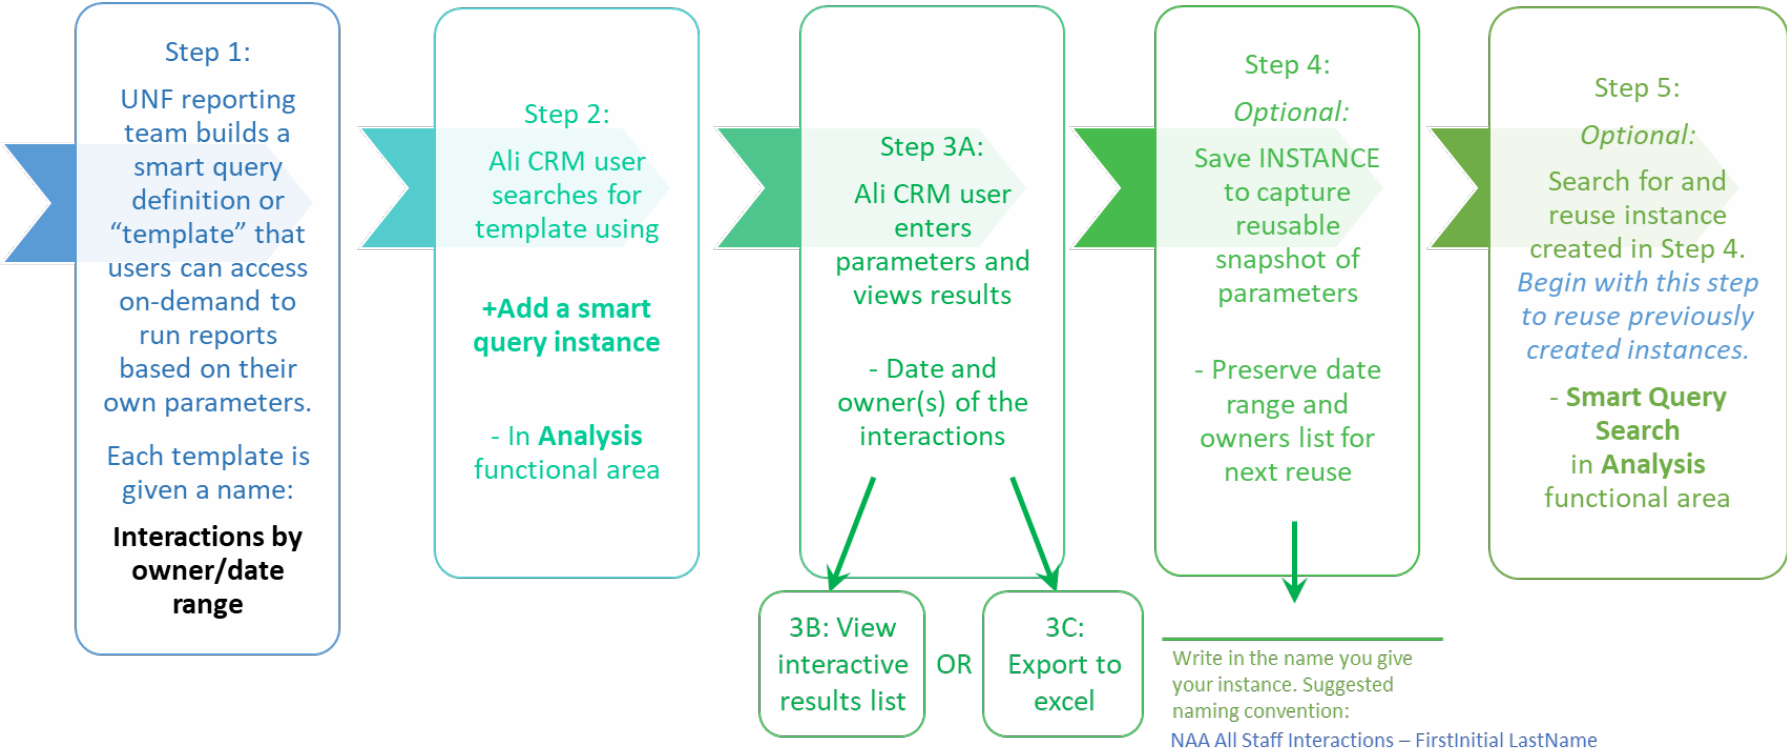 Step 1:
UNF reporting
team builds a
smart query
definition or
“template” that
users can access
on-demand to
run reports
based on their
own parameters.
Each template is
given a name:
Interactions by
owner/date
range
Step 2:
Ali CRM user
searches for
template using
+Add a smart
query instance
- In Analysis
functional area
Step 3A:
Ali CRM user
enters
parameters and
views results
- Date and
owner(s) of the
interactions
3B: View
interactive
results list
OR
3C:
Export to
excel
Step 4:
Optional:
Save INSTANCE
to capture
reusable
snapshot of
parameters
- Preserve date
range and
owners list for
next reuse
Write in the name you give
your instance. Suggested
naming convention:
NAA All Staff Interactions – FirstInitial LastName
Step 5:
Optional:
Search for and
reuse instance
created in Step 4.
Begin with this step
to reuse previously
created instances.
- Smart Query
Search
in Analysis
functional area